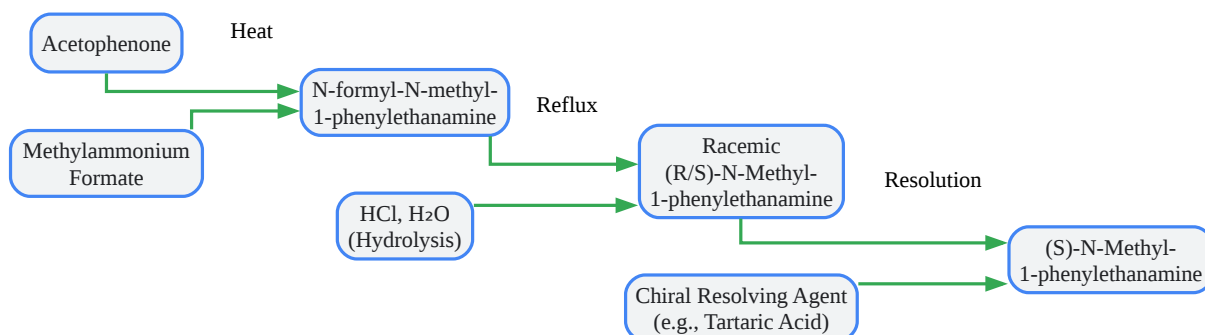 Acetophenone
Heat
Methylammonium
Formate
N-formyl-N-methyl-
1-phenylethanamine
Reflux
HCl, H₂O
(Hydrolysis)
Racemic
(R/S)-N-Methyl-
1-phenylethanamine
Resolution
Chiral Resolving Agent
(e.g., Tartaric Acid)
(S)-N-Methyl-
1-phenylethanamine